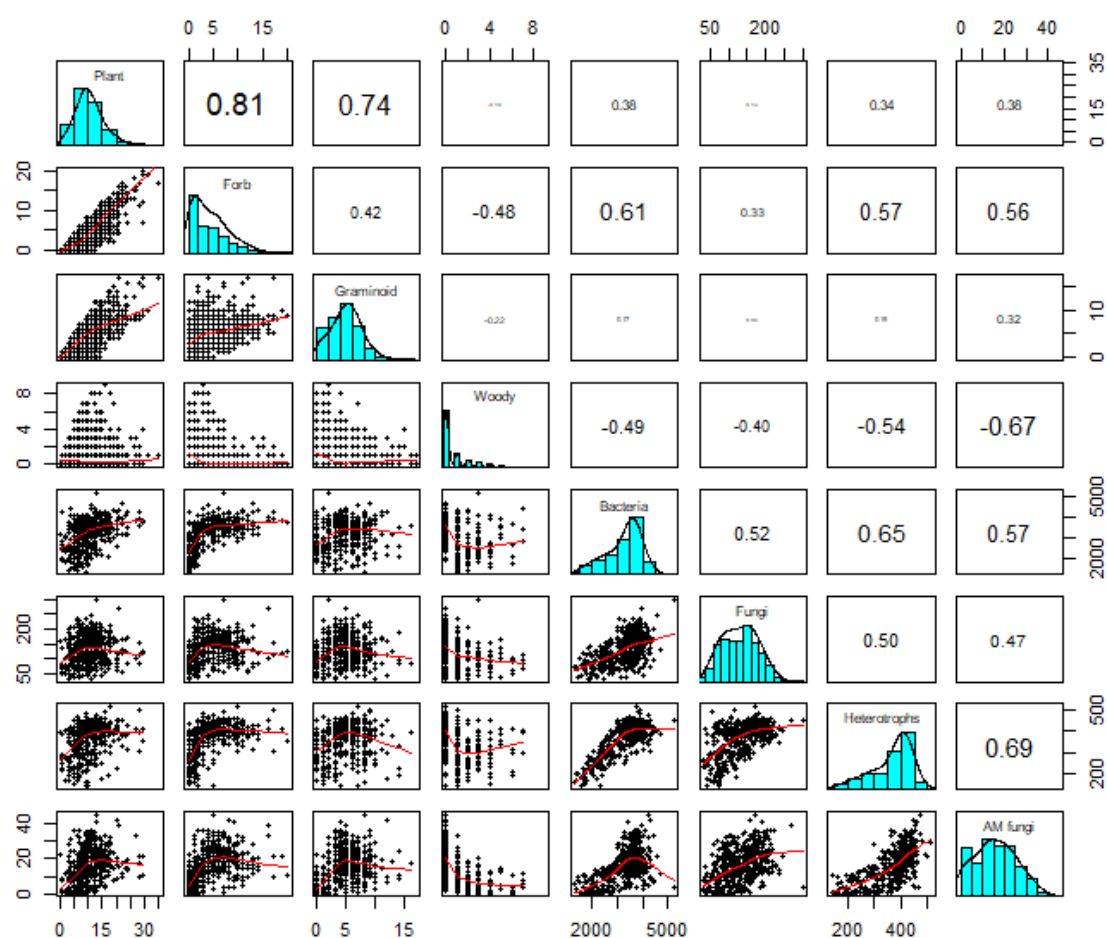 0 5 15 0 4 8 50 200 0 20 40
Plant 0.81 0.74 0.38 0.34 0.38 0 15 35
0 10 20 Forb 0.42 -0.48 0.61 0.33 0.57 0.56
Graminoid -0.22 0.17 0.32 0 10
0 4 8 Woody -0.49 -0.40 -0.54 -0.67
Bacteria 0.52 0.65 0.57 2000 5000
50 200 Fungi 0.50 0.47
Heterotrophs 0.69 200 500
0 20 40 AM fungi
0 15 30 0 5 15 2000 5000 200 400